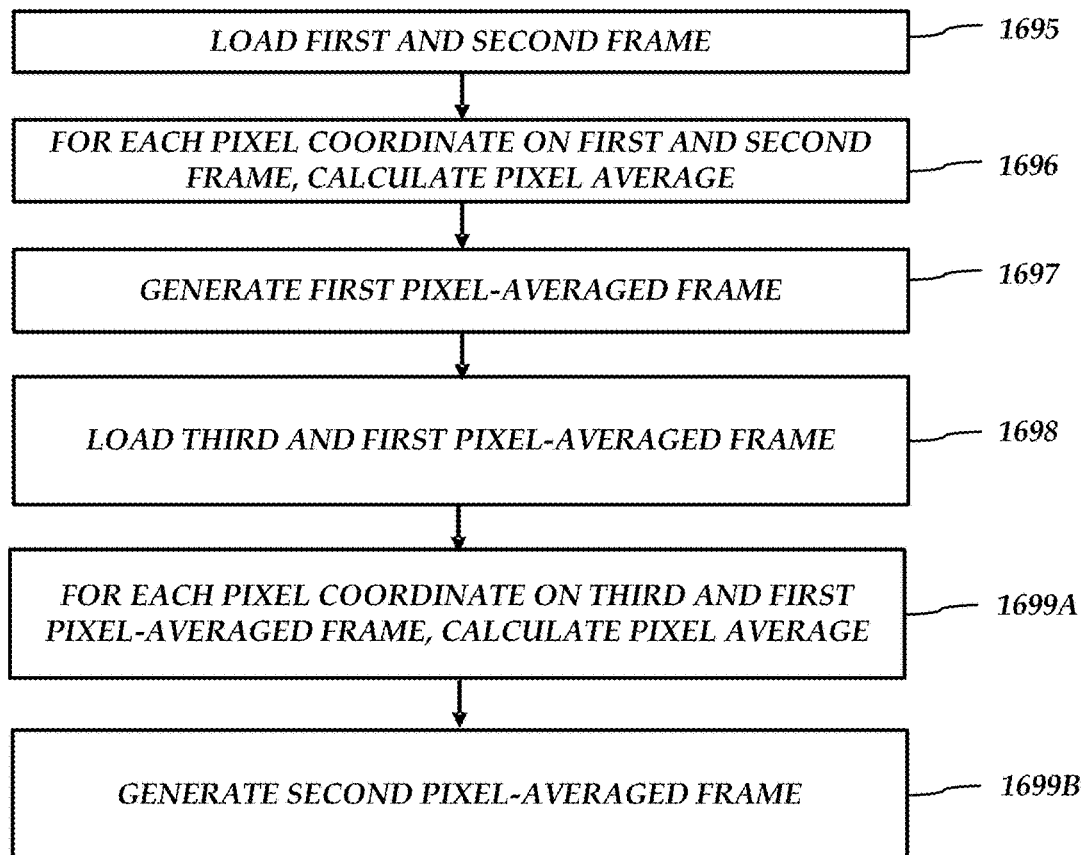 LOAD FIRST AND SECOND FRAME
1695
FOR EACH PIXEL COORDINATE ON FIRST AND SECOND
FRAME, CALCULATE PIXEL AVERAGE
1696
GENERATE FIRST PIXEL-AVERAGED FRAME
1697
LOAD THIRD AND FIRST PIXEL-AVERAGED FRAME
1698
FOR EACH PIXEL COORDINATE ON THIRD AND FIRST
PIXEL-AVERAGED FRAME, CALCULATE PIXEL AVERAGE
1699A
GENERATE SECOND PIXEL-AVERAGED FRAME
1699B